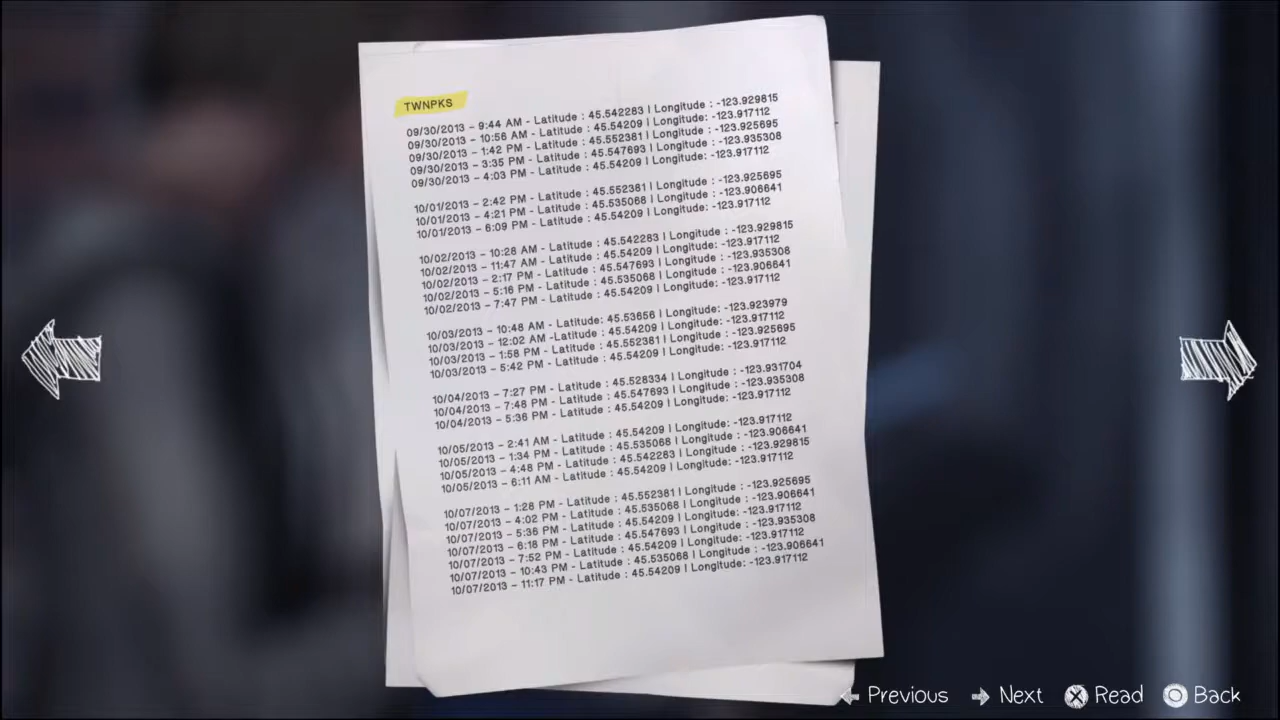 TWNPKS
09/30/2013 – 9:44 AM - Latitude : 45.542283 | Longitude : -123.929815
09/30/2013 – 10:56 AM - Latitude : 45.54209 | Longitude: -123.917112
09/30/2013 – 1:42 PM - Latitude : 45.552381 | Longitude : -123.925695
09/30/2013 – 3:35 PM - Latitude : 45.547693 | Longitude : -123.935308
09/30/2013 – 4:03 PM - Latitude : 45.54209 | Longitude: -123.917112
10/01/2013 – 2:42 PM - Latitude : 45.552381 | Longitude : -123.925695
10/01/2013 – 4:21 PM - Latitude : 45.535068 | Longitude : -123.906641
10/01/2013 – 6:09 PM - Latitude : 45.54209 | Longitude: -123.917112
10/02/2013 – 10:28 AM - Latitude : 45.542283 | Longitude : -123.929815
10/02/2013 – 11:47 AM - Latitude : 45.54209 | Longitude: -123.917112
10/02/2013 – 2:17 PM - Latitude : 45.547693 | Longitude : -123.935308
10/02/2013 – 5:16 PM - Latitude : 45.535068 | Longitude : -123.906641
10/02/2013 – 7:47 PM - Latitude : 45.54209 | Longitude: -123.917112
10/03/2013 – 10:48 AM - Latitude: 45.53656 | Longitude: -123.923979
10/03/2013 – 12:02 AM -Latitude : 45.54209 | Longitude: -123.917112
10/03/2013 – 1:58 PM - Latitude : 45.552381 | Longitude : -123.925695
10/03/2013 – 5:42 PM - Latitude : 45.54209 | Longitude: -123.917112
10/04/2013 – 7:27 PM - Latitude : 45.528334 | Longitude : -123.931704
10/04/2013 – 7:48 PM - Latitude : 45.547693 | Longitude : -123.935308
10/04/2013 – 5:36 PM - Latitude : 45.54209 | Longitude: -123.917112
10/05/2013 – 2:41 AM - Latitude : 45.54209 | Longitude: -123.917112
10/05/2013 – 1:34 PM - Latitude : 45.535068 | Longitude : -123.906641
10/05/2013 – 4:48 PM - Latitude : 45.542283 | Longitude : -123.929815
10/05/2013 – 6:11 AM - Latitude : 45.54209 | Longitude: -123.917112
10/07/2013 – 1:28 PM - Latitude : 45.552381 | Longitude : -123.925695
10/07/2013 – 4:02 PM - Latitude : 45.535068 | Longitude : -123.906641
10/07/2013 – 5:36 PM - Latitude : 45.54209 | Longitude: -123.917112
10/07/2013 – 6:18 PM - Latitude : 45.547693 | Longitude : -123.935308
10/07/2013 – 7:52 PM - Latitude : 45.54209 | Longitude: -123.917112
10/07/2013 – 10:43 PM - Latitude : 45.535068 | Longitude : -123.906641
10/07/2013 – 11:17 PM - Latitude : 45.54209 | Longitude: -123.917112
Previous Next Read Back